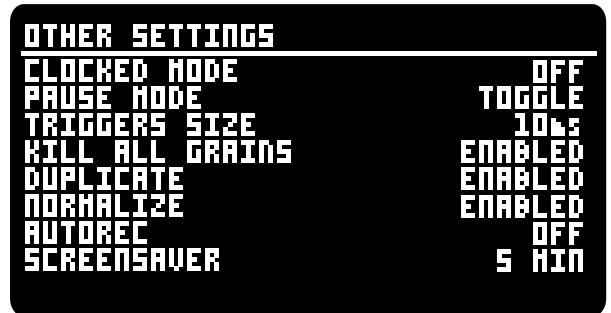 OTHER SETTINGS
CLOCKED MODE OFF
PAUSE MODE TOGGLE
TRIGGERS SIZE 10ms
KILL ALL GRAINS ENABLED
DUPLICATE ENABLED
NORMALIZE ENABLED
AUTOREC OFF
SCREENSAVER 5 MIN